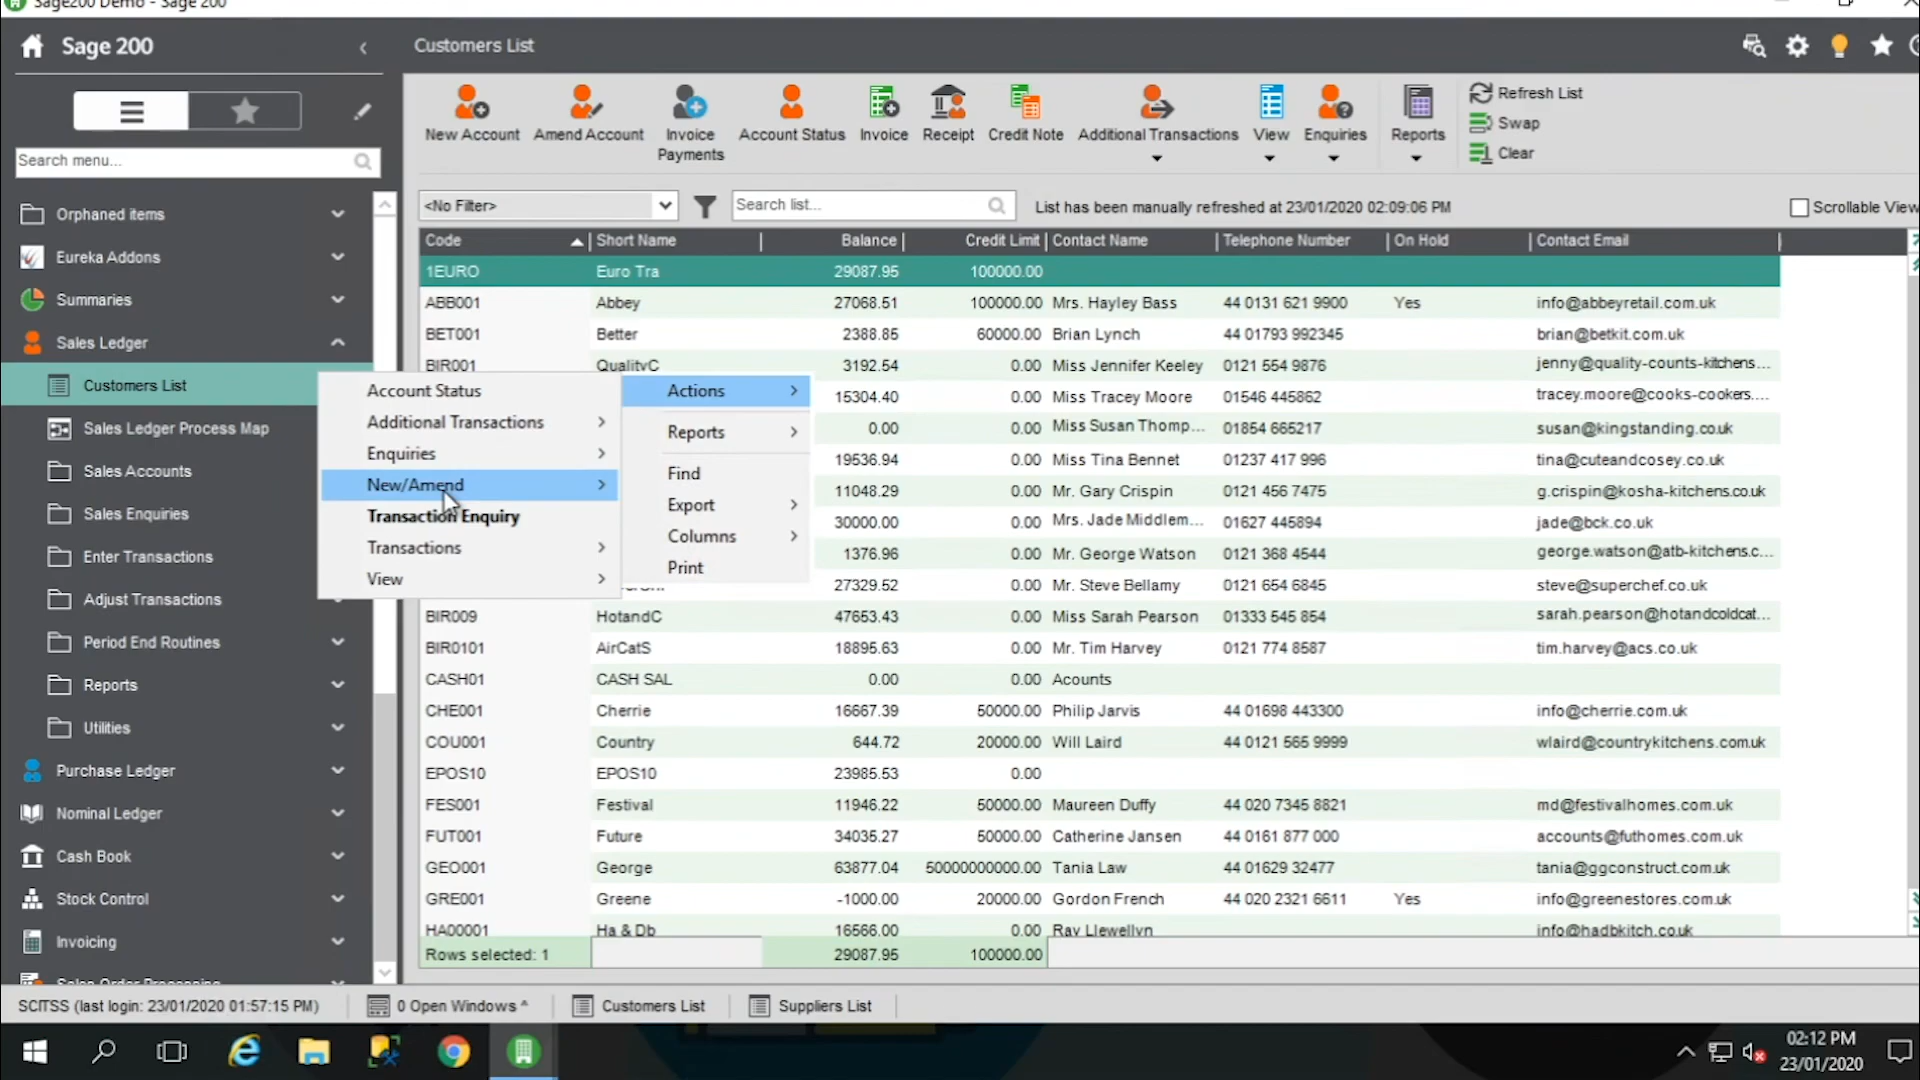 Sage200 Demo - Sage 200
Sage 200
Customers List
New Account
Amend Account
Invoice
Payments
Account Status
Invoice
Receipt
Credit Note
Additional Transactions
View
Enquiries
Reports
Refresh List
Swap
Clear
Search menu...
<No Filter>
Search list...
List has been manually refreshed at 23/01/2020 02:09:06 PM
Scrollable View
Orphaned items
Eureka Addons
Summaries
Sales Ledger
Customers List
Sales Ledger Process Map
Sales Accounts
Sales Enquiries
Enter Transactions
Adjust Transactions
Period End Routines
Reports
Utilities
Purchase Ledger
Nominal Ledger
Cash Book
Stock Control
Invoicing
Sales Order Processing
Account Status
Additional Transactions
Enquiries
New/Amend
Transaction Enquiry
Transactions
View
Actions
Reports
Find
Export
Columns
Print
Code Short Name Balance Credit Limit Contact Name Telephone Number On Hold Contact Email
1EURO Euro Tra 29087.95 100000.00
ABB001 Abbey 27068.51 100000.00 Mrs. Hayley Bass 44 0131 621 9900 Yes info@abbeyretail.com.uk
BET001 Better 2388.85 60000.00 Brian Lynch 44 01793 992345 brian@betkit.com.uk
BIR001 QualityC 3192.54 0.00 Miss Jennifer Keeley 0121 554 9876 jenny@quality-counts-kitchens...
15304.40 0.00 Miss Tracey Moore 01546 445862 tracey.moore@cooks-cookers....
0.00 0.00 Miss Susan Thomp... 01854 665217 susan@kingstanding.co.uk
19536.94 0.00 Miss Tina Bennet 01237 417 996 tina@cuteandcosey.co.uk
11048.29 0.00 Mr. Gary Crispin 0121 456 7475 g.crispin@kosha-kitchens.co.uk
30000.00 0.00 Mrs. Jade Middlem... 01627 445894 jade@bck.co.uk
1376.96 0.00 Mr. George Watson 0121 368 4544 george.watson@atb-kitchens.c...
27329.52 0.00 Mr. Steve Bellamy 0121 654 6845 steve@superchef.co.uk
BIR009 HotandC 47653.43 0.00 Miss Sarah Pearson 01333 545 854 sarah.pearson@hotandcoldcat...
BIR0101 AirCatS 18895.63 0.00 Mr. Tim Harvey 0121 774 8587 tim.harvey@acs.co.uk
CASH01 CASH SAL 0.00 0.00 Acounts
CHE001 Cherrie 16667.39 50000.00 Philip Jarvis 44 01698 443300 info@cherrie.com.uk
COU001 Country 644.72 20000.00 Will Laird 44 0121 565 9999 wlaird@countrykitchens.com.uk
EPOS10 EPOS10 23985.53 0.00
FES001 Festival 11946.22 50000.00 Maureen Duffy 44 020 7345 8821 md@festivalhomes.com.uk
FUT001 Future 34035.27 50000.00 Catherine Jansen 44 0161 877 000 accounts@futhomes.com.uk
GEO001 George 63877.04 50000000000.00 Tania Law 44 01629 32477 tania@ggconstruct.com.uk
GRE001 Greene -1000.00 20000.00 Gordon French 44 020 2321 6611 Yes info@greenestores.com.uk
HA00001 Ha & Db 16566.00 0.00 Ray Llewellyn info@hadbkitch.co.uk
Rows selected: 1 29087.95 100000.00
SCITSS (last login: 23/01/2020 01:57:15 PM)
0 Open Windows ^
Customers List
Suppliers List
02:12 PM
23/01/2020